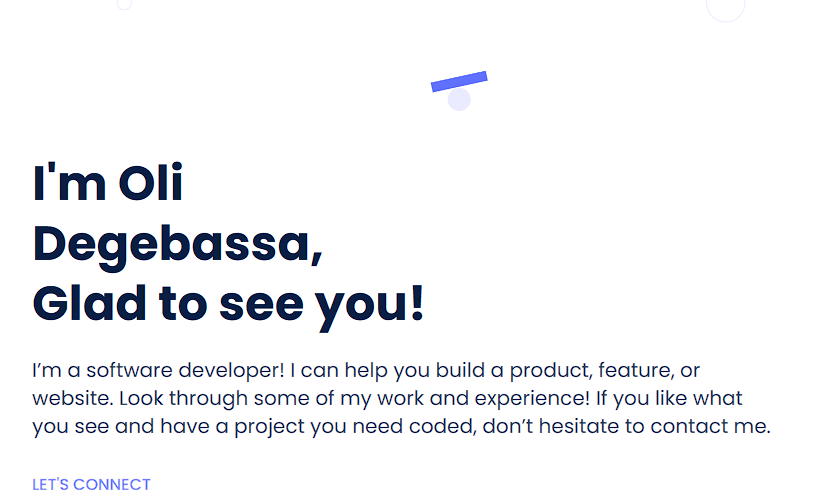 I'm Oli
Degebassa,
Glad to see you!
I’m a software developer! I can help you build a product, feature, or
website. Look through some of my work and experience! If you like what
you see and have a project you need coded, don’t hesitate to contact me.
LET'S CONNECT